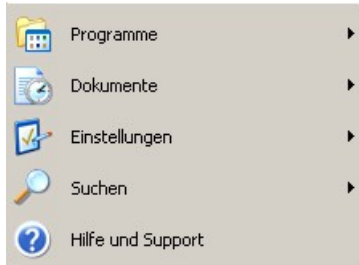 Programme
Dokumente
Einstellungen
Suchen
Hilfe und Support